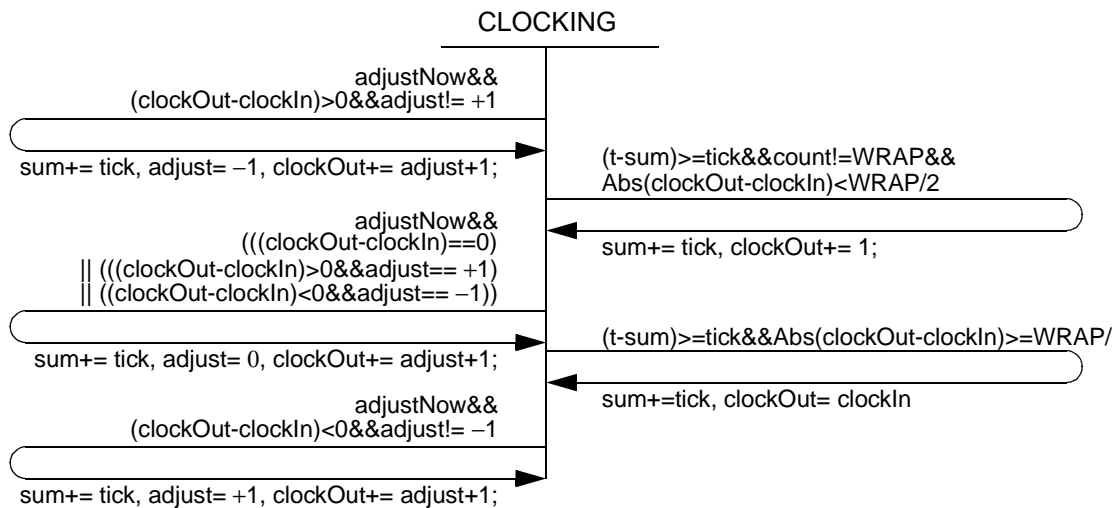 CLOCKING
adjustNow&&
(clockOut-clockIn)>0&&adjust!= +1
sum+= tick, adjust= −1, clockOut+= adjust+1;
(t-sum)>=tick&&count!=WRAP&&
Abs(clockOut-clockIn)<WRAP/2
sum+= tick, clockOut+= 1;
adjustNow&&
(((clockOut-clockIn)==0)
|| (((clockOut-clockIn)>0&&adjust== +1)
|| ((clockOut-clockIn)<0&&adjust== −1))
sum+= tick, adjust= 0, clockOut+= adjust+1;
(t-sum)>=tick&&Abs(clockOut-clockIn)>=WRAP/
sum+=tick, clockOut= clockIn
adjustNow&&
(clockOut-clockIn)<0&&adjust!= −1
sum+= tick, adjust= +1, clockOut+= adjust+1;